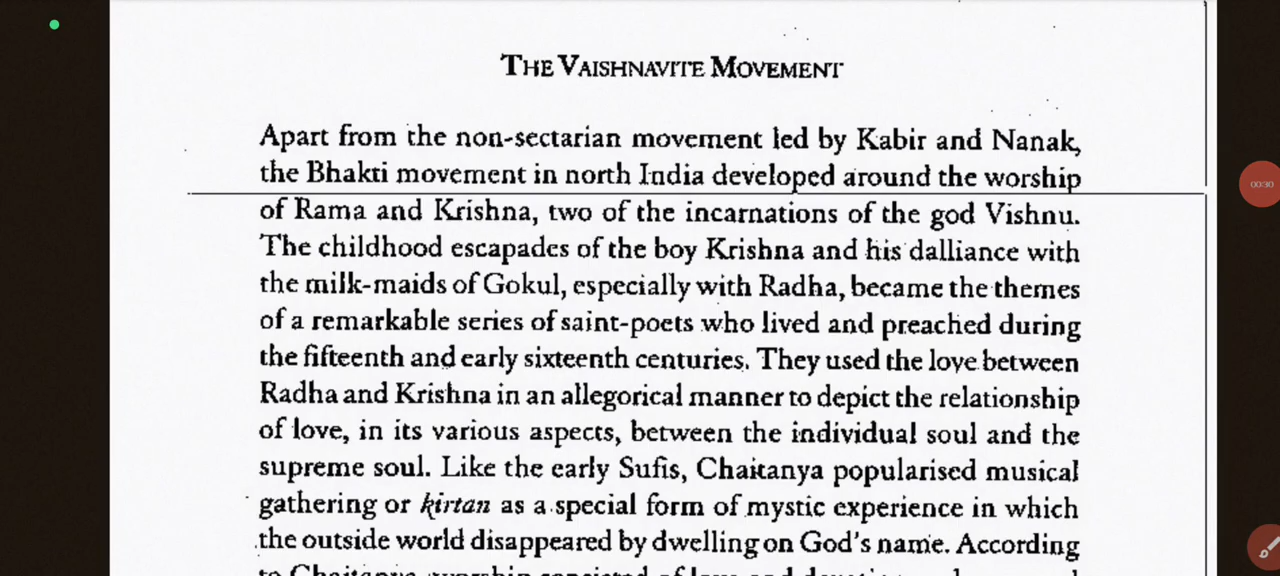 THE VAISHNAVITE MOVEMENT
Apart from the non-sectarian movement led by Kabir and Nanak,
the Bhakti movement in north India developed around the worship
of Rama and Krishna, two of the incarnations of the god Vishnu.
The childhood escapades of the boy Krishna and his dalliance with
the milk-maids of Gokul, especially with Radha, became the themes
of a remarkable series of saint-poets who lived and preached during
the fifteenth and early sixteenth centuries. They used the love between
Radha and Krishna in an allegorical manner to depict the relationship
of love, in its various aspects, between the individual soul and the
supreme soul. Like the early Sufis, Chaitanya popularised musical
gathering or kirtan as a special form of mystic experience in which
the outside world disappeared by dwelling on God's name. According
00:30